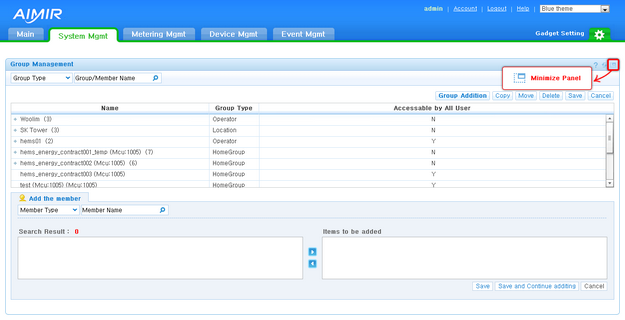 AIMIR
admin | Account | Logout | Help | Blue theme
Main System Mgmt Metering Mgmt Device Mgmt Event Mgmt Gadget Setting
Group Management
Minimize Panel
Group Type Group/Member Name
Group Addition Copy Move Delete Save Cancel
Name Group Type Accessable by All User
+ Woolim (3) Operator N
+ SK Tower (3) Location N
+ hems01 (2) Operator Y
+ hems_energy_contract001_temp (Mcu:1005) (7) HomeGroup N
+ hems_energy_contract002 (Mcu:1005) (6) HomeGroup N
hems_energy_contract003 (Mcu:1005) HomeGroup Y
test (Mcu:1005) (Mcu:1005) HomeGroup Y
Add the member
Member Type Member Name
Search Result : 0 Items to be added
Save Save and Continue additing Cancel